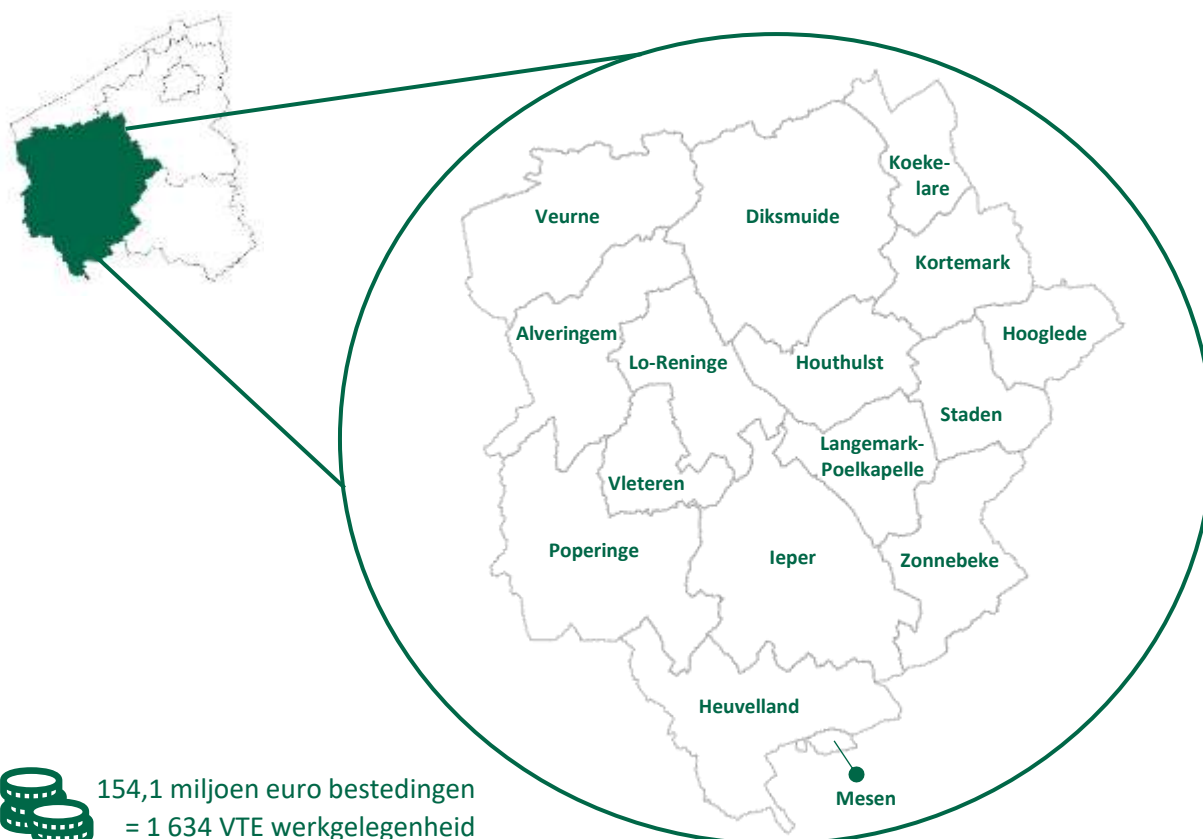 Koeke-
lare
Veurne
Diksmuide
Kortemark
Alveringem
Lo-Reninge
Houthulst
Hooglede
Staden
Langemark-
Poelkapelle
Vleteren
Poperinge
Ieper
Zonnebeke
Heuvelland
Mesen
154,1 miljoen euro bestedingen
= 1 634 VTE werkgelegenheid